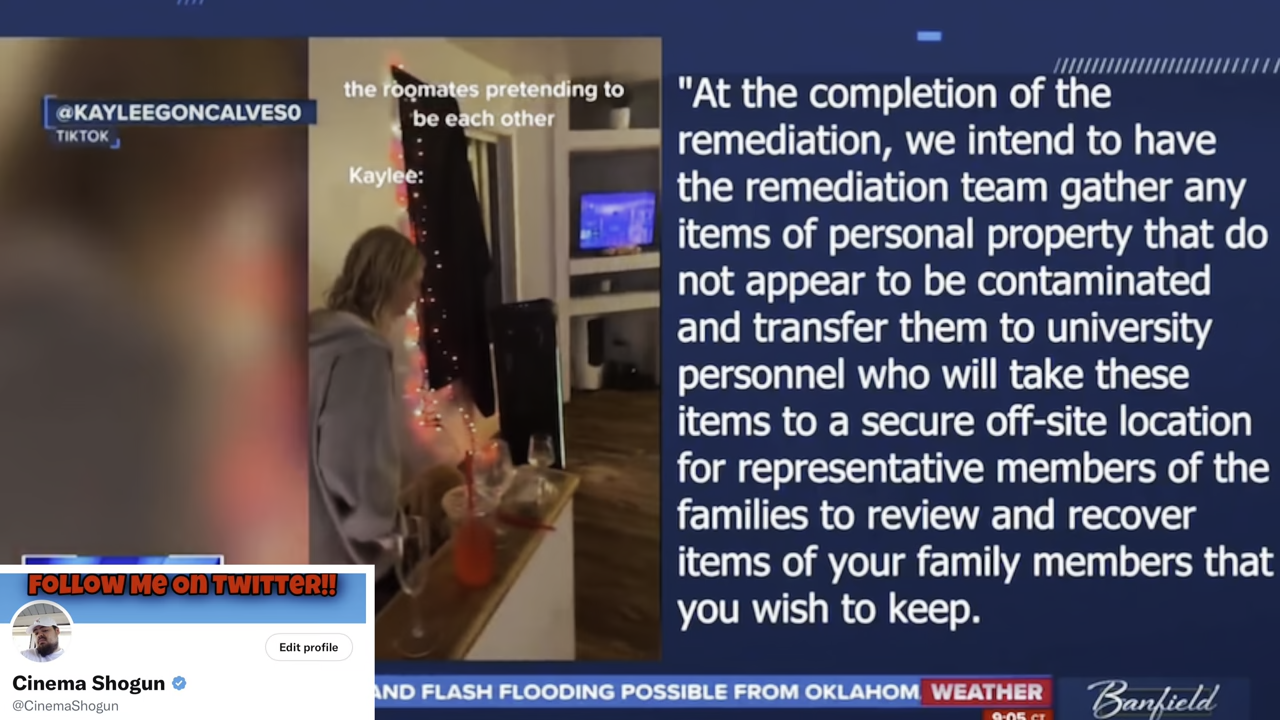 @KAYLEEGONCALVES0
TIKTOK
the roomates pretending to
be each other
Kaylee:
"At the completion of the
remediation, we intend to have
the remediation team gather any
items of personal property that do
not appear to be contaminated
and transfer them to university
personnel who will take these
items to a secure off-site location
for representative members of the
families to review and recover
items of your family members that
you wish to keep.
FOLLOW ME ON TWITTER!!
Edit profile
Cinema Shogun
@CinemaShogun
AND FLASH FLOODING POSSIBLE FROM OKLAHOM
WEATHER
9:05 CT
Banfield